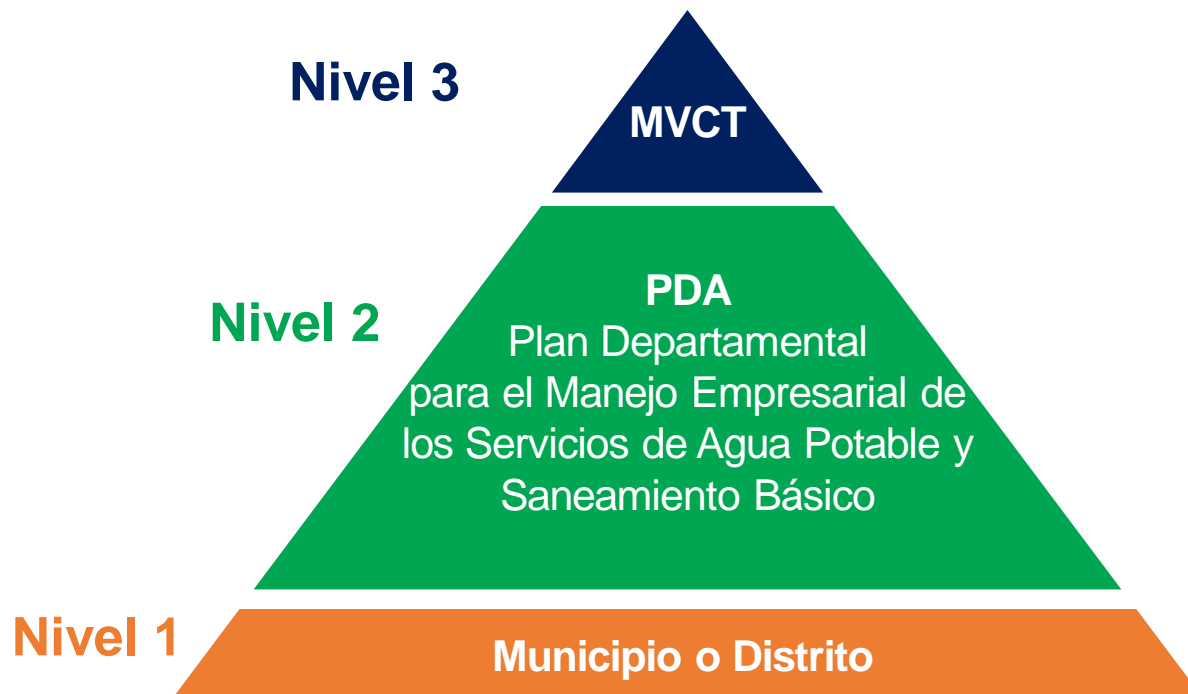 Nivel 3
MVCT
Nivel 2
PDA
Plan Departamental
para el Manejo Empresarial de
los Servicios de Agua Potable y
Saneamiento Básico
Nivel 1
Municipio o Distrito